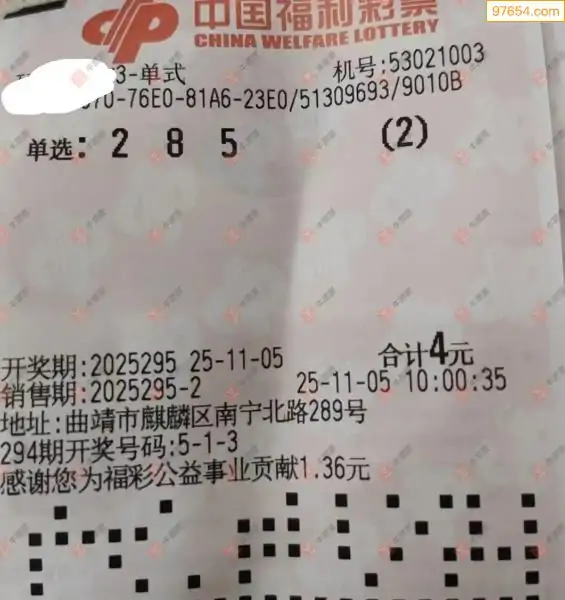 97654.com
中国福利彩票
CHINA WELFARE LOTTERY
3-单式 机号:53021003
70-76E0-81A6-23E0/51309693/9010B
单选: 2 8 5 (2)
开奖期:2025295 25-11-05 合计4元
销售期:2025295-2 25-11-05 10:00:35
地址:曲靖市麒麟区南宁北路289号
294期开奖号码:5-1-3
感谢您为福彩公益事业贡献1.36元